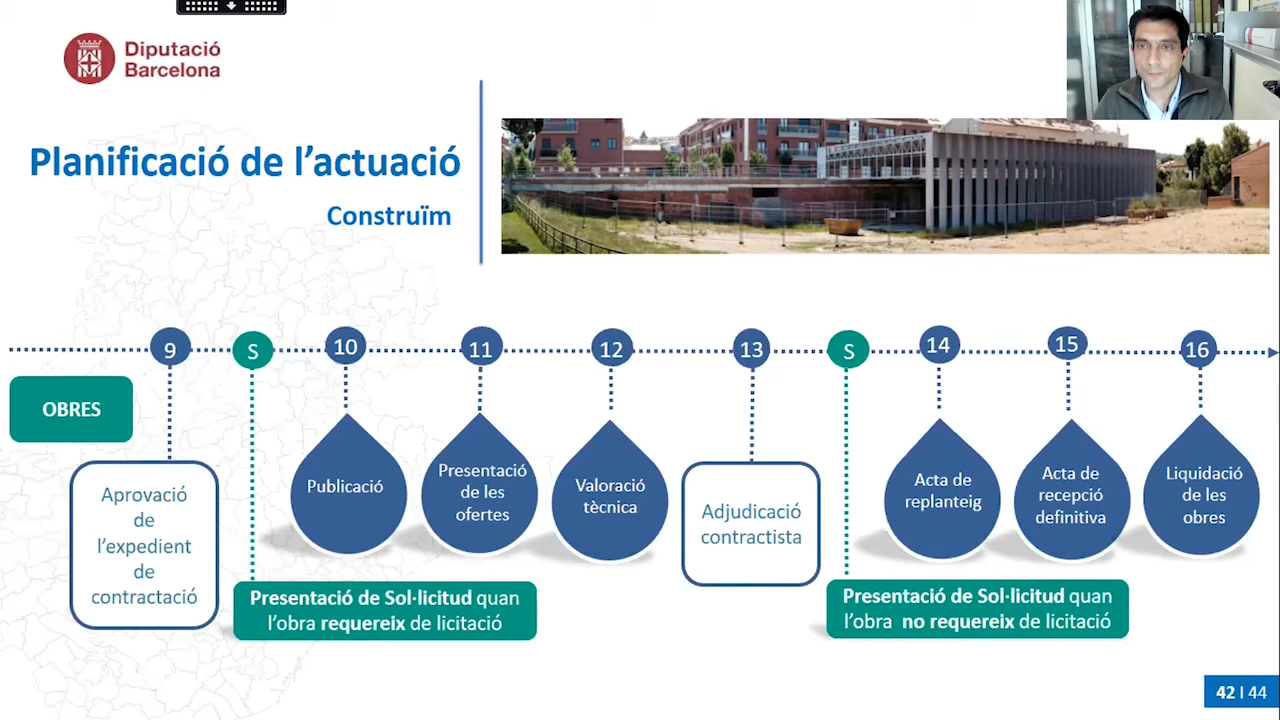 Diputació
Barcelona
Planificació de l'actuació
Construïm
9
S
10
11
12
13
S
14
15
16
OBRES
Aprovació
de
l'expedient
de
contractació
Publicació
Presentació
de les
ofertes
Valoració
tècnica
Adjudicació
contractista
Acta de
replanteig
Acta de
recepció
definitiva
Liquidació
de les
obres
Presentació de Sol·licitud quan
l'obra requereix de licitació
Presentació de Sol·licitud quan
l'obra no requereix de licitació
42 I 44